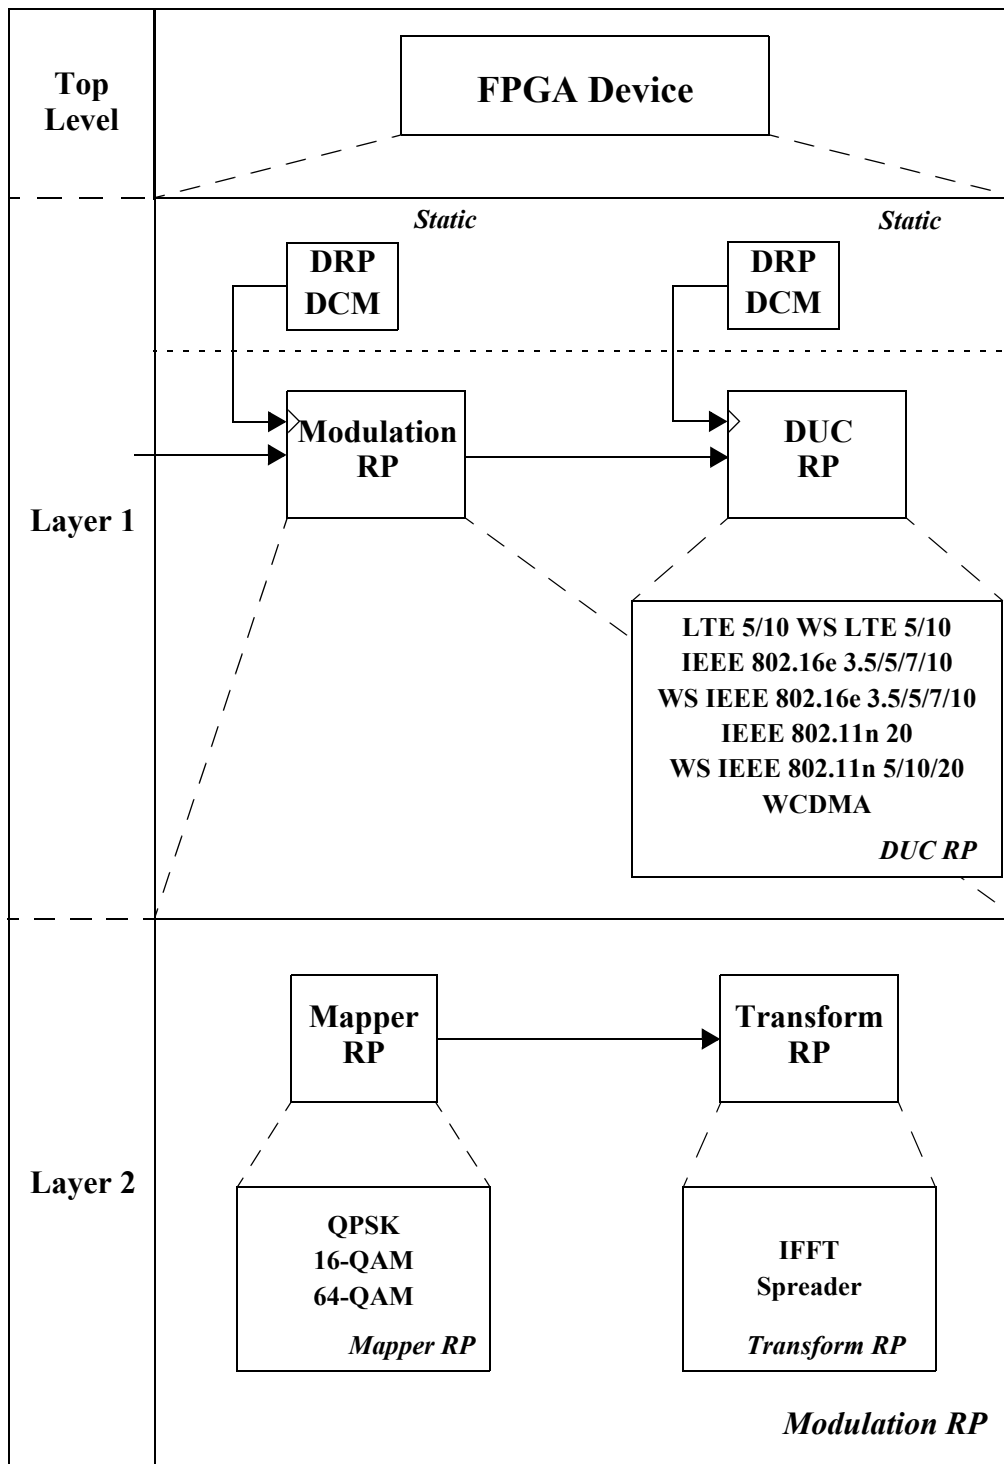 Top
Level
FPGA Device
Static
Static
DRP
DCM
DRP
DCM
Layer 1
Modulation
RP
DUC
RP
LTE 5/10 WS LTE 5/10
IEEE 802.16e 3.5/5/7/10
WS IEEE 802.16e 3.5/5/7/10
IEEE 802.11n 20
WS IEEE 802.11n 5/10/20
WCDMA
DUC RP
Layer 2
Mapper
RP
Transform
RP
QPSK
16-QAM
64-QAM
Mapper RP
IFFT
Spreader
Transform RP
Modulation RP